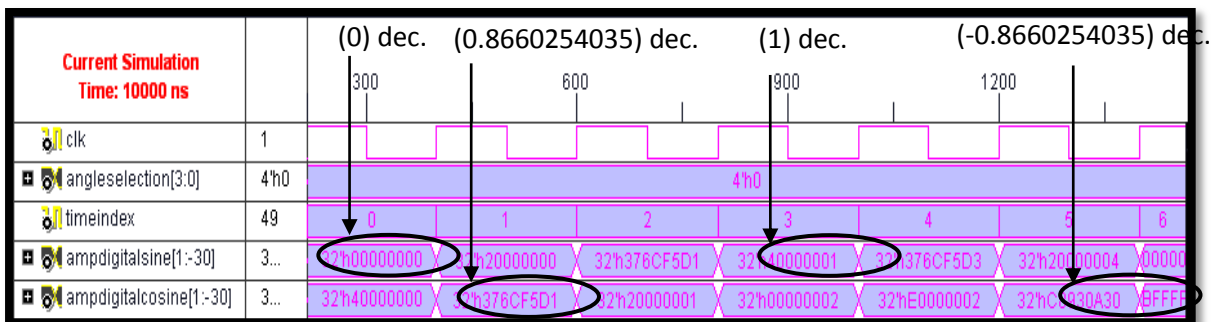 (0) dec. (0.8660254035) dec. (1) dec. (-0.8660254035) dec.
Current Simulation
Time: 10000 ns
300 600 900 1200
clk 1
angleselection[3:0] 4'h0 4'h0
timeindex 49 0 1 2 3 4 5 6
ampdigitalsine[1:-30] 3... 32'h00000000 32'h20000000 32'h376CF5D1 32'h40000001 32'h376CF5D3 32'h20000004
ampdigitalcosine[1:-30] 3... 32'h40000000 32'h376CF5D1 32'h20000001 32'h00000002 32'hE0000002